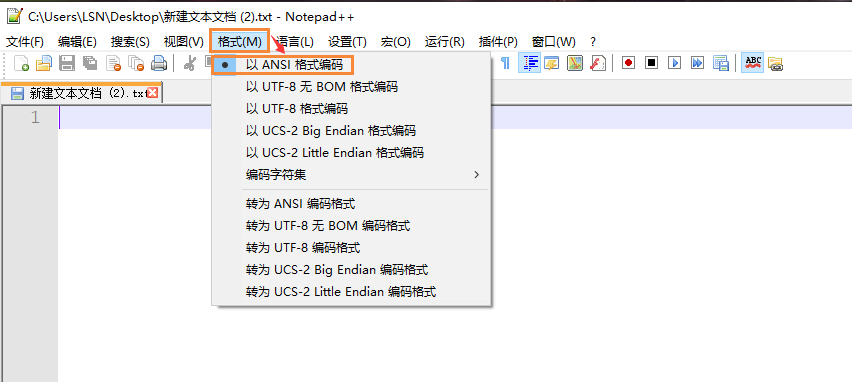 C:\Users\LSN\Desktop\新建文本文档 (2).txt - Notepad++
文件(F) 编辑(E) 搜索(S) 视图(V) 格式(M) 语言(L) 设置(T) 宏(O) 运行(R) 插件(P) 窗口(W) ?
ABC
新建文本文档 (2).txt
1
以 ANSI 格式编码
以 UTF-8 无 BOM 格式编码
以 UTF-8 格式编码
以 UCS-2 Big Endian 格式编码
以 UCS-2 Little Endian 格式编码
编码字符集
转为 ANSI 编码格式
转为 UTF-8 无 BOM 编码格式
转为 UTF-8 编码格式
转为 UCS-2 Big Endian 编码格式
转为 UCS-2 Little Endian 编码格式